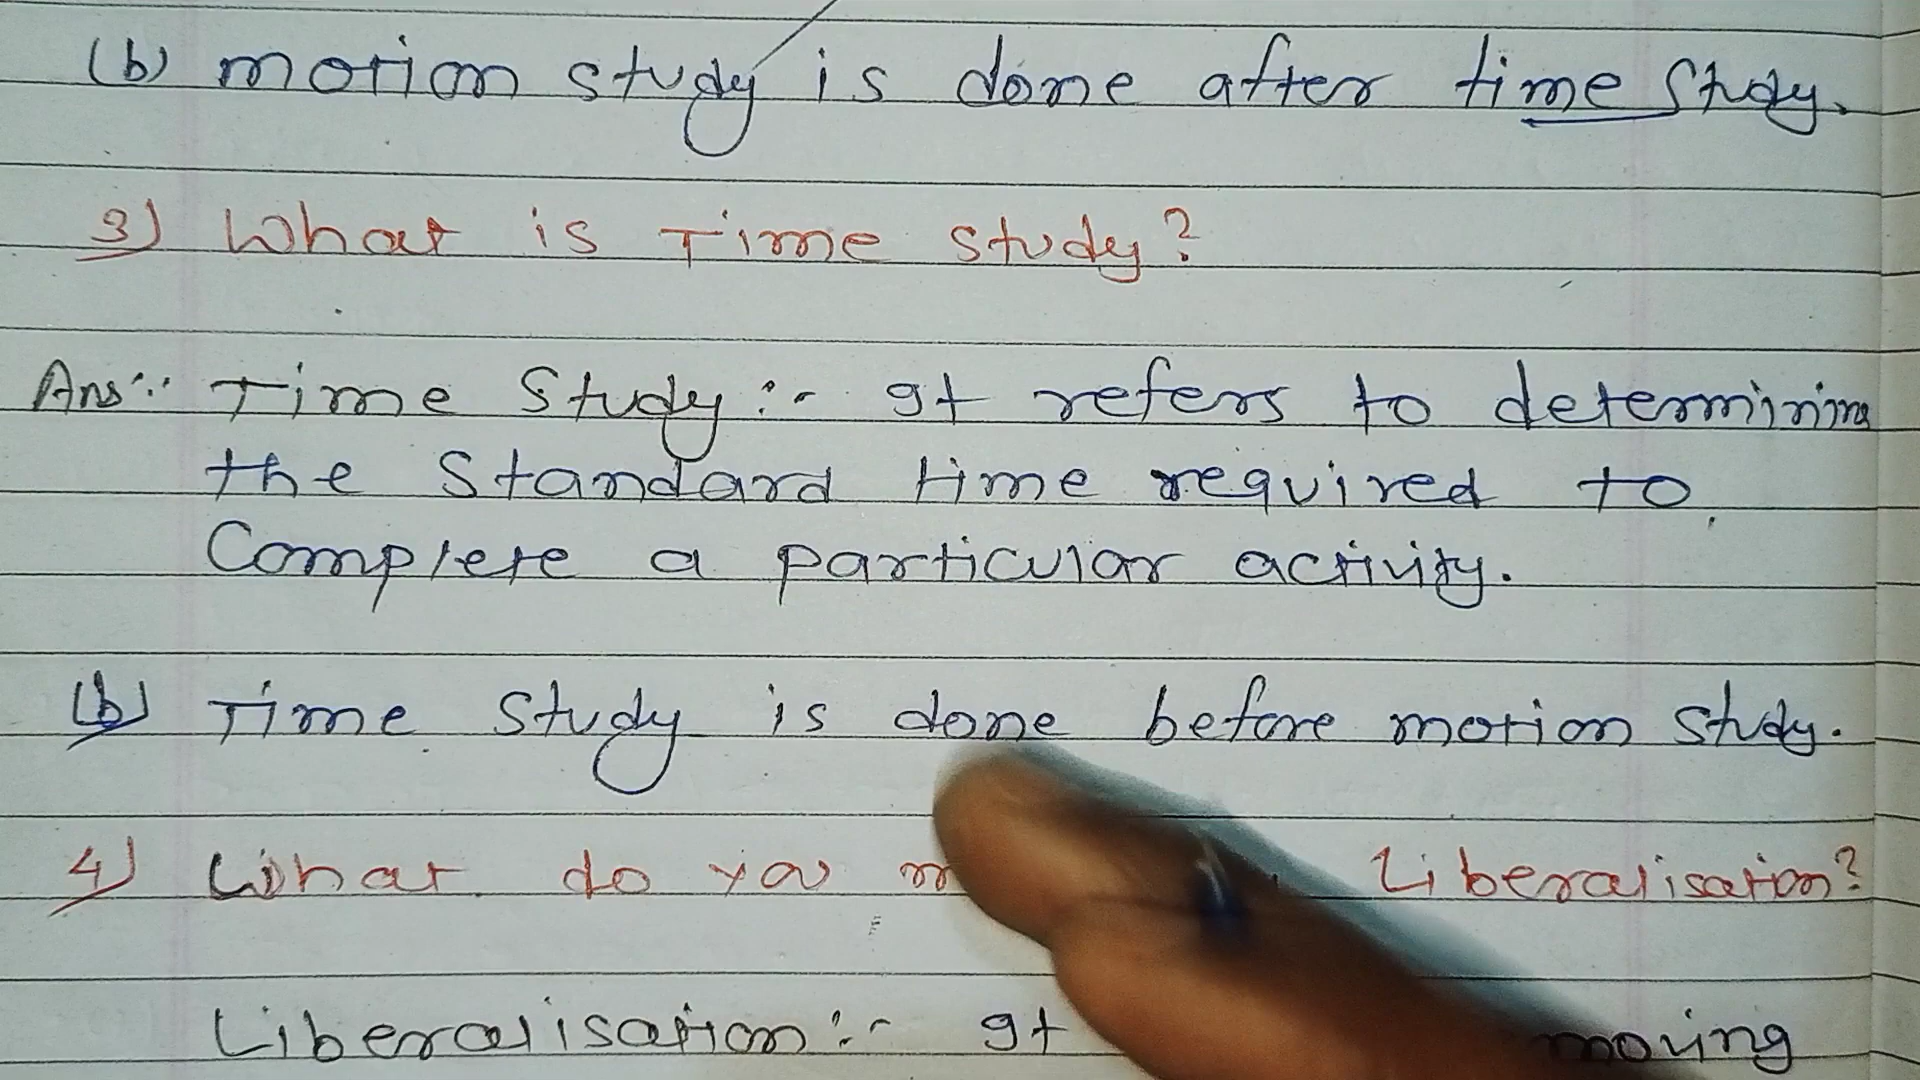 (b) motion study is done after time study.
3) What is Time study?
Ans:- Time Study:- It refers to determining
the Standard time required to
Complete a particular activity.
(b) Time Study is done before motion study.
4) What do you Liberalisation?
Liberalisation:- It